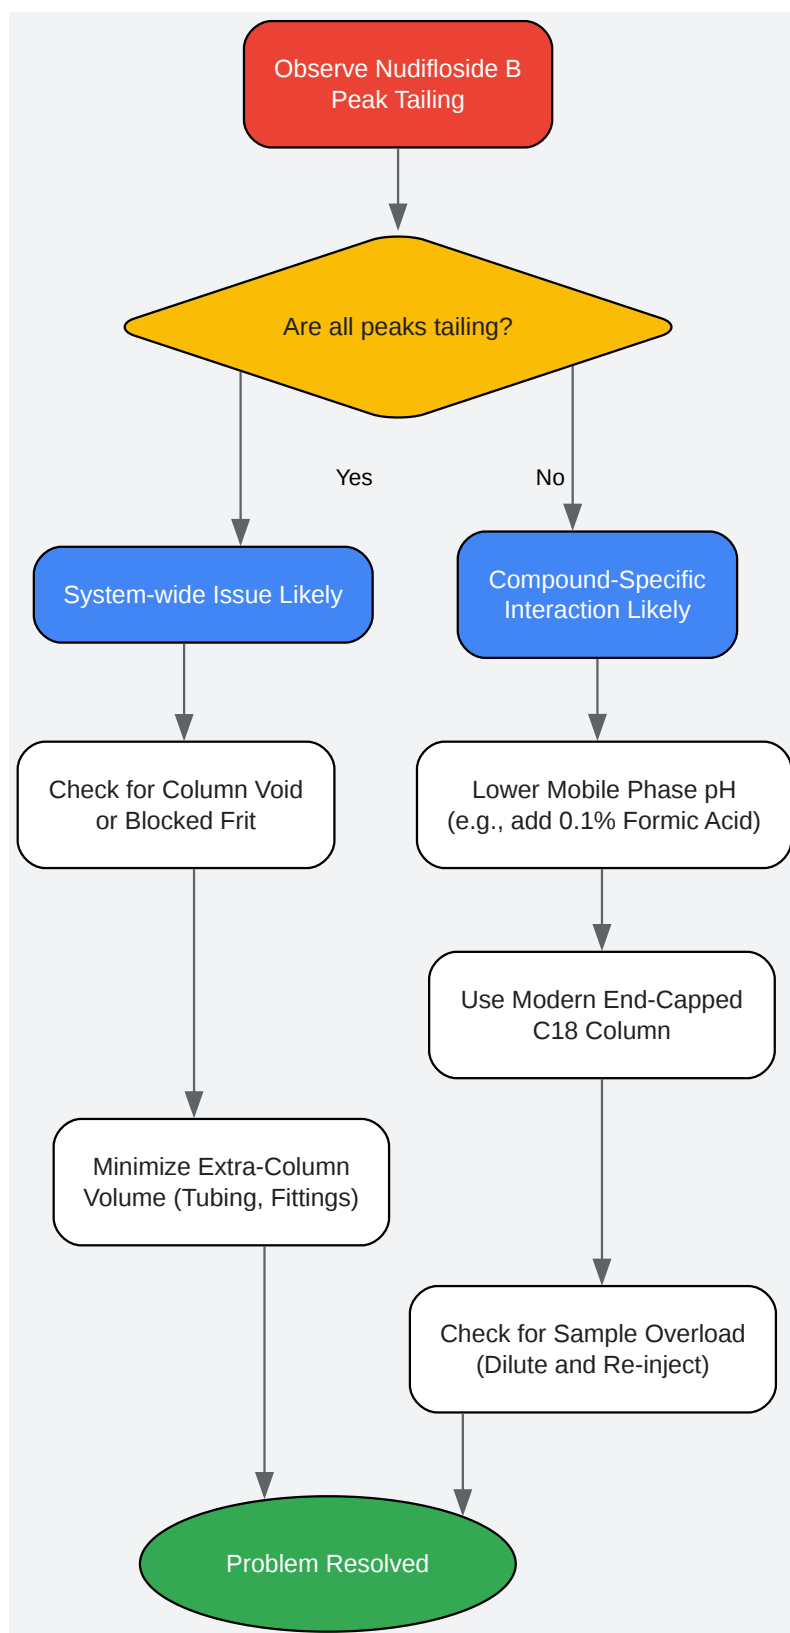 Observe Nudifloside B
Peak Tailing
Are all peaks tailing?
Yes
No
System-wide Issue Likely
Compound-Specific
Interaction Likely
Check for Column Void
or Blocked Frit
Lower Mobile Phase pH
(e.g., add 0.1% Formic Acid)
Use Modern End-Capped
C18 Column
Minimize Extra-Column
Volume (Tubing, Fittings)
Check for Sample Overload
(Dilute and Re-inject)
Problem Resolved